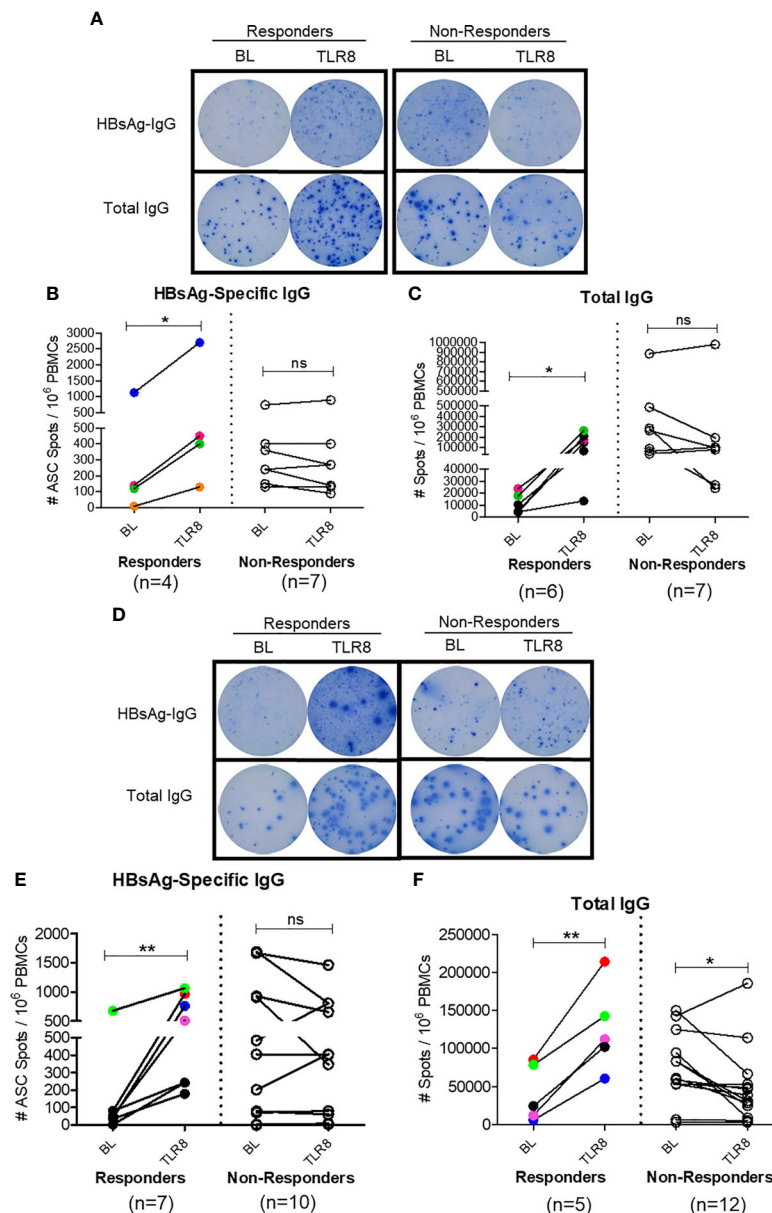 A
Responders Non-Responders
BL TLR8 BL TLR8
HBsAg-IgG
Total IgG
B
HBsAg-Specific IgG
# ASC Spots / 10⁶ PBMCs
3000
2500
2000
1500
1000
500
400
300
200
100
0
*
ns
BL TLR8 BL TLR8
Responders Non-Responders
(n=4) (n=7)
C
Total IgG
# Spots / 10⁶ PBMCs
1000000
900000
800000
700000
600000
500000
400000
300000
200000
100000
40000
30000
20000
10000
0
*
ns
BL TLR8 BL TLR8
Responders Non-Responders
(n=6) (n=7)
D
Responders Non-Responders
BL TLR8 BL TLR8
HBsAg-IgG
Total IgG
E
HBsAg-Specific IgG
# ASC Spots / 10⁶ PBMCs
2000
1500
1000
500
400
300
200
100
0
**
ns
BL TLR8 BL TLR8
Responders Non-Responders
(n=7) (n=10)
F
Total IgG
# Spots / 10⁶ PBMCs
250000
200000
150000
100000
50000
0
**
*
BL TLR8 BL TLR8
Responders Non-Responders
(n=5) (n=12)